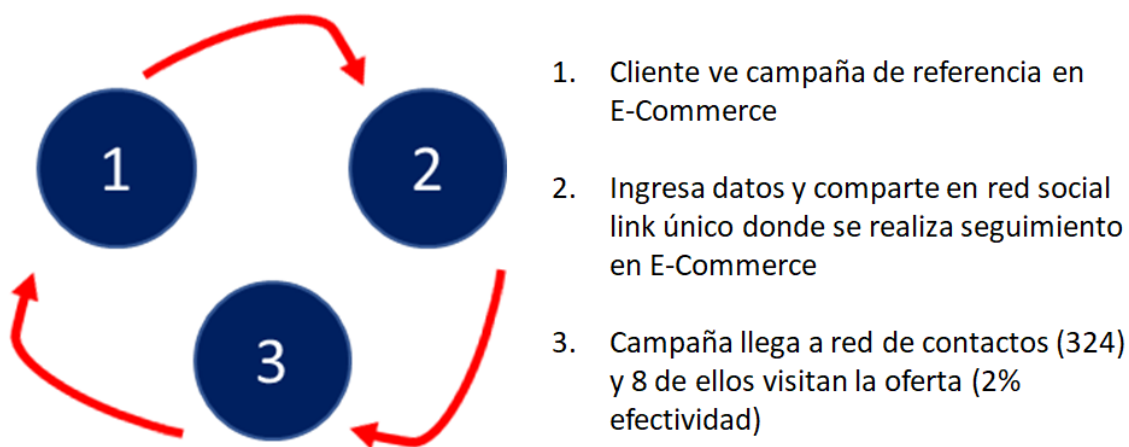 1
2
3
1. Cliente ve campaña de referencia en
E-Commerce
2. Ingresa datos y comparte en red social
link único donde se realiza seguimiento
en E-Commerce
3. Campaña llega a red de contactos (324)
y 8 de ellos visitan la oferta (2%
efectividad)